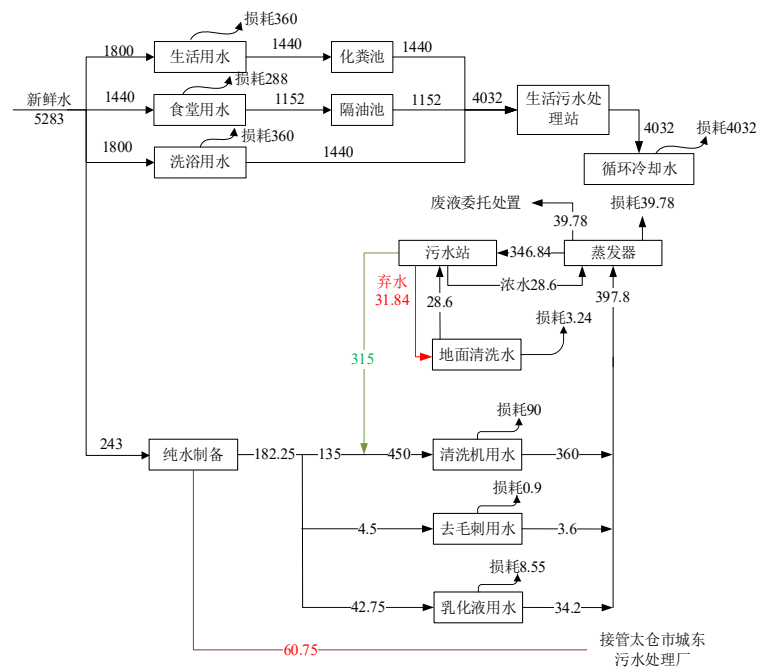 损耗360
1800
生活用水
1440
化粪池
1440
新鲜水
5283
损耗288
1440
食堂用水
1152
隔油池
1152
4032
生活污水处
理站
损耗360
1800
洗浴用水
1440
4032
损耗4032
循环冷却水
废液委托处置
39.78
损耗39.78
污水站
346.84
蒸发器
弃水
31.84
浓水28.6
28.6
397.8
损耗3.24
地面清洗水
315
损耗90
243
纯水制备
182.25
135
450
清洗机用水
360
损耗0.9
4.5
去毛刺用水
3.6
损耗8.55
42.75
乳化液用水
34.2
60.75
接管太仓市城东
污水处理厂